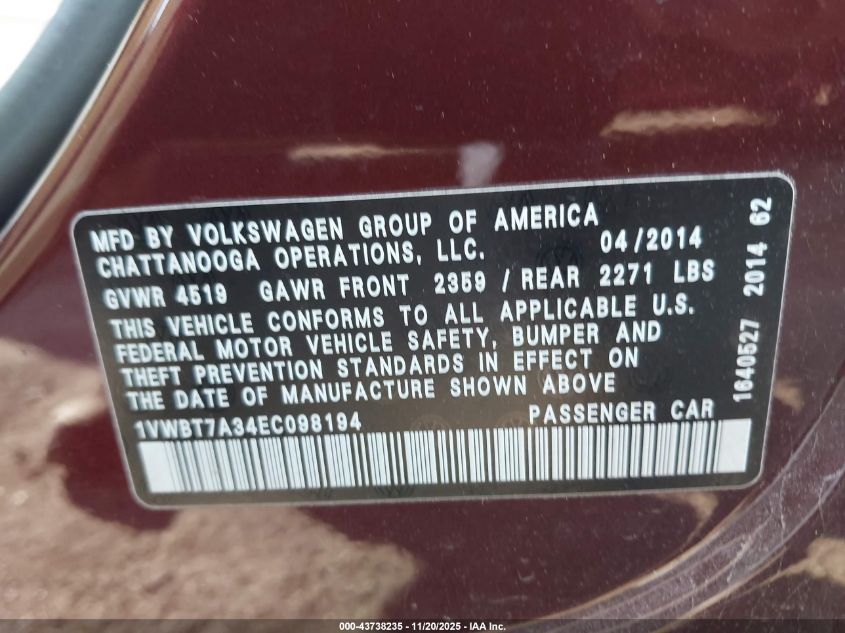 MFD BY VOLKSWAGEN GROUP OF AMERICA
CHATTANOOGA OPERATIONS, LLC. 04/2014
GVWR 4519 GAWR FRONT 2359 / REAR 2271 LBS
THIS VEHICLE CONFORMS TO ALL APPLICABLE U.S.
FEDERAL MOTOR VEHICLE SAFETY, BUMPER AND
THEFT PREVENTION STANDARDS IN EFFECT ON
THE DATE OF MANUFACTURE SHOWN ABOVE
1VWBT7A34EC098194 PASSENGER CAR
1640527 2014 62
000-43738235 - 11/20/2025 - IAA Inc.